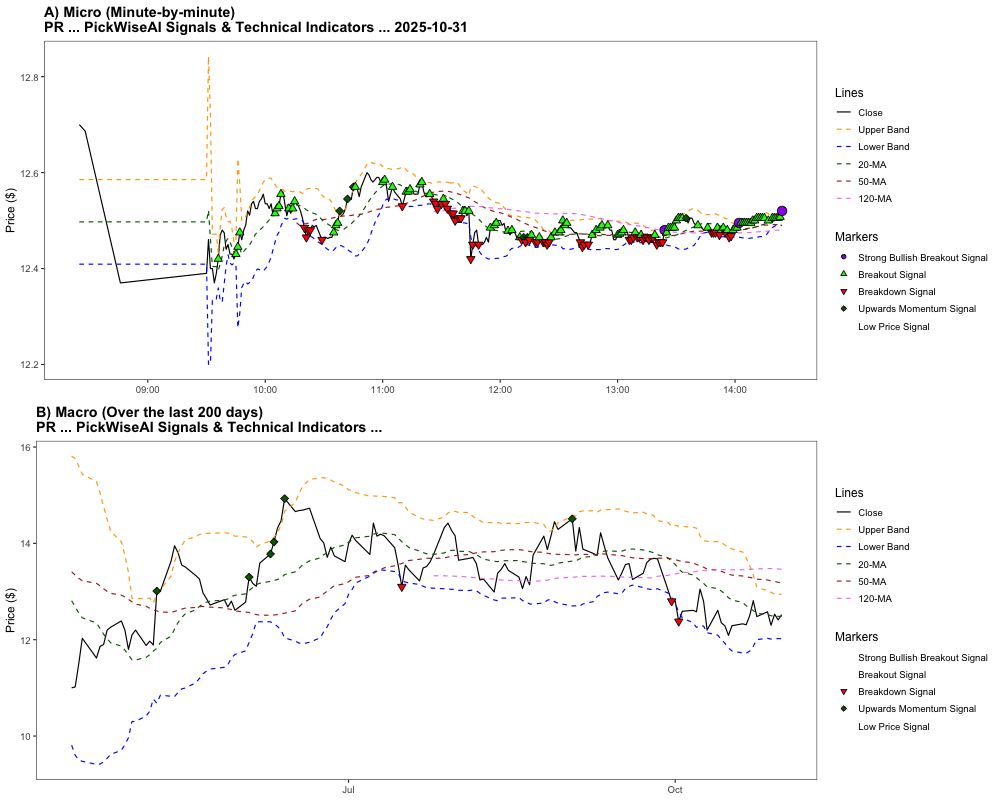 A) Micro (Minute-by-minute)
PR ... PickWiseAI Signals & Technical Indicators ... 2025-10-31
Price ($)
12.8
12.6
12.4
12.2
09:00 10:00 11:00 12:00 13:00 14:00
Lines
Close
Upper Band
Lower Band
20-MA
50-MA
120-MA
Markers
Strong Bullish Breakout Signal
Breakout Signal
Breakdown Signal
Upwards Momentum Signal
Low Price Signal
B) Macro (Over the last 200 days)
PR ... PickWiseAI Signals & Technical Indicators ...
Price ($)
16
14
12
10
Jul Oct
Lines
Close
Upper Band
Lower Band
20-MA
50-MA
120-MA
Markers
Strong Bullish Breakout Signal
Breakout Signal
Breakdown Signal
Upwards Momentum Signal
Low Price Signal